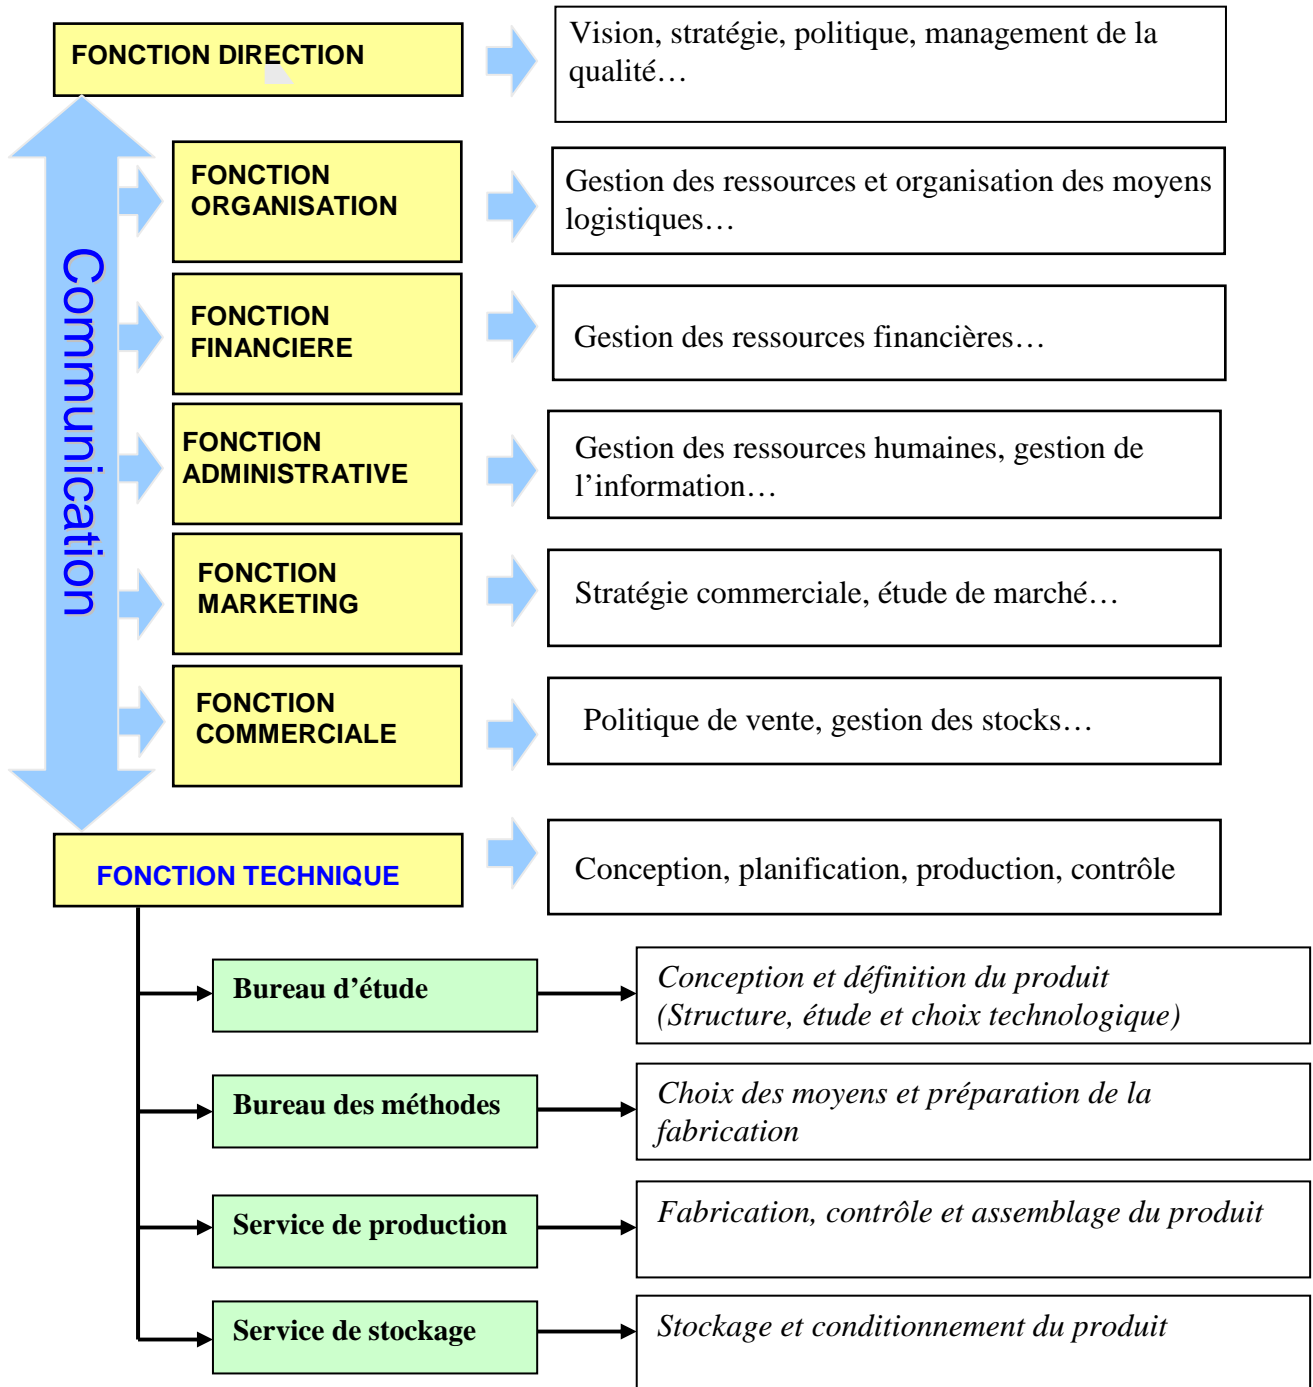 FONCTION DIRECTION
Vision, stratégie, politique, management de la
qualité…
Communication
FONCTION
ORGANISATION
Gestion des ressources et organisation des moyens
logistiques…
FONCTION
FINANCIERE
Gestion des ressources financières…
FONCTION
ADMINISTRATIVE
Gestion des ressources humaines, gestion de
l’information…
FONCTION
MARKETING
Stratégie commerciale, étude de marché…
FONCTION
COMMERCIALE
Politique de vente, gestion des stocks…
FONCTION TECHNIQUE
Conception, planification, production, contrôle
Bureau d’étude
Conception et définition du produit
(Structure, étude et choix technologique)
Bureau des méthodes
Choix des moyens et préparation de la
fabrication
Service de production
Fabrication, contrôle et assemblage du produit
Service de stockage
Stockage et conditionnement du produit